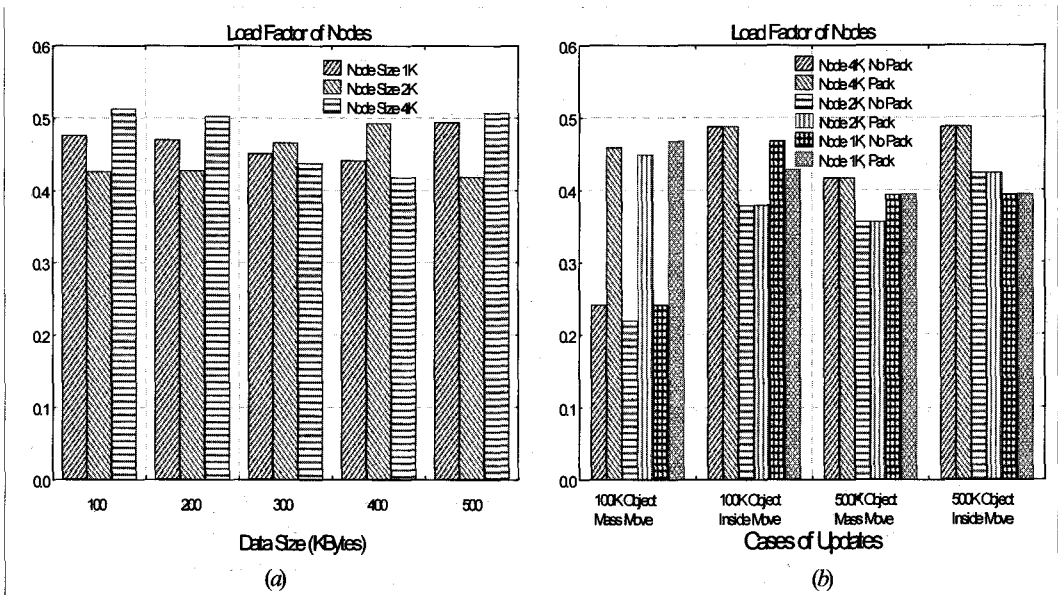 Load Factor of Nodes
0.6
0.5
0.4
0.3
0.2
0.1
0.0
Node Size 1K
Node Size 2K
Node Size 4K
100
200
300
400
500
Data Size (KBytes)
(a)
Load Factor of Nodes
0.6
0.5
0.4
0.3
0.2
0.1
0.0
Node 4K, No Pack
Node 4K, Pack
Node 2K, No Pack
Node 2K, Pack
Node 1K, No Pack
Node 1K, Pack
100K Object
Mass Move
100K Object
Inside Move
500K Object
Mass Move
500K Object
Inside Move
Cases of Updates
(b)